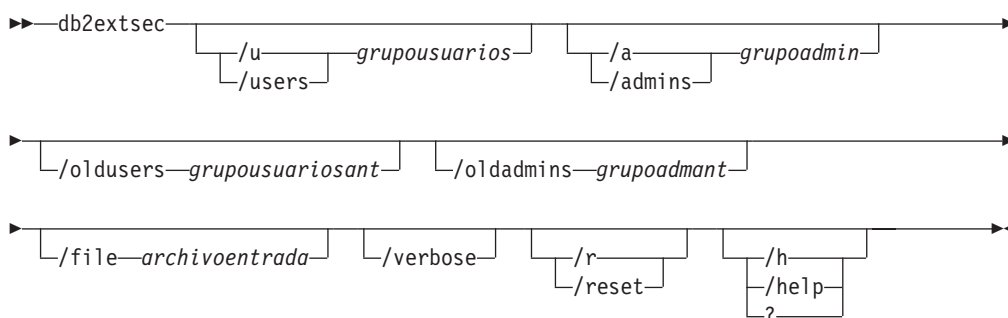 db2extsec /u grupousuarios /a grupoadmin
/users /admins
/oldusers grupousuariosant /oldadmins grupoadmant
/file archivoentrada /verbose /r /h
/reset /help
?